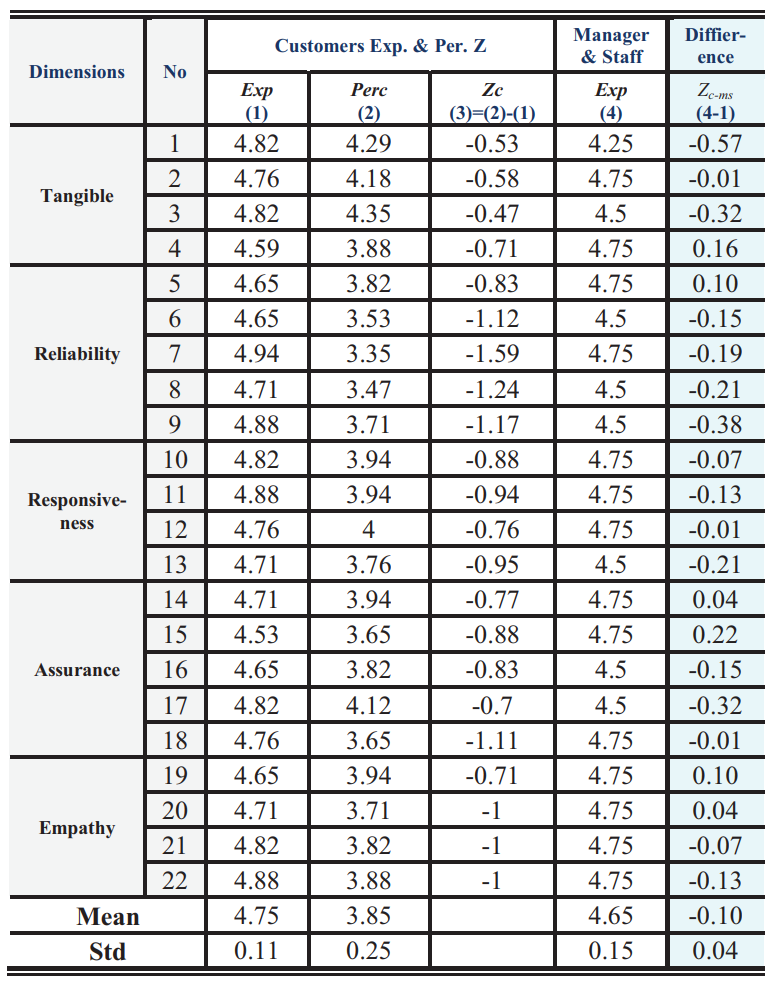 Dimensions No Customers Exp. & Per. Z Manager & Staff Diffier-ence
Exp (1) Perc (2) Zc (3)=(2)-(1) Exp (4) Zc-ms (4-1)
Tangible
1 4.82 4.29 -0.53 4.25 -0.57
2 4.76 4.18 -0.58 4.75 -0.01
3 4.82 4.35 -0.47 4.5 -0.32
4 4.59 3.88 -0.71 4.75 0.16
Reliability
5 4.65 3.82 -0.83 4.75 0.10
6 4.65 3.53 -1.12 4.5 -0.15
7 4.94 3.35 -1.59 4.75 -0.19
8 4.71 3.47 -1.24 4.5 -0.21
9 4.88 3.71 -1.17 4.5 -0.38
Responsive-
ness
10 4.82 3.94 -0.88 4.75 -0.07
11 4.88 3.94 -0.94 4.75 -0.13
12 4.76 4 -0.76 4.75 -0.01
13 4.71 3.76 -0.95 4.5 -0.21
Assurance
14 4.71 3.94 -0.77 4.75 0.04
15 4.53 3.65 -0.88 4.75 0.22
16 4.65 3.82 -0.83 4.5 -0.15
17 4.82 4.12 -0.7 4.5 -0.32
18 4.76 3.65 -1.11 4.75 -0.01
Empathy
19 4.65 3.94 -0.71 4.75 0.10
20 4.71 3.71 -1 4.75 0.04
21 4.82 3.82 -1 4.75 -0.07
22 4.88 3.88 -1 4.75 -0.13
Mean 4.75 3.85 4.65 -0.10
Std 0.11 0.25 0.15 0.04